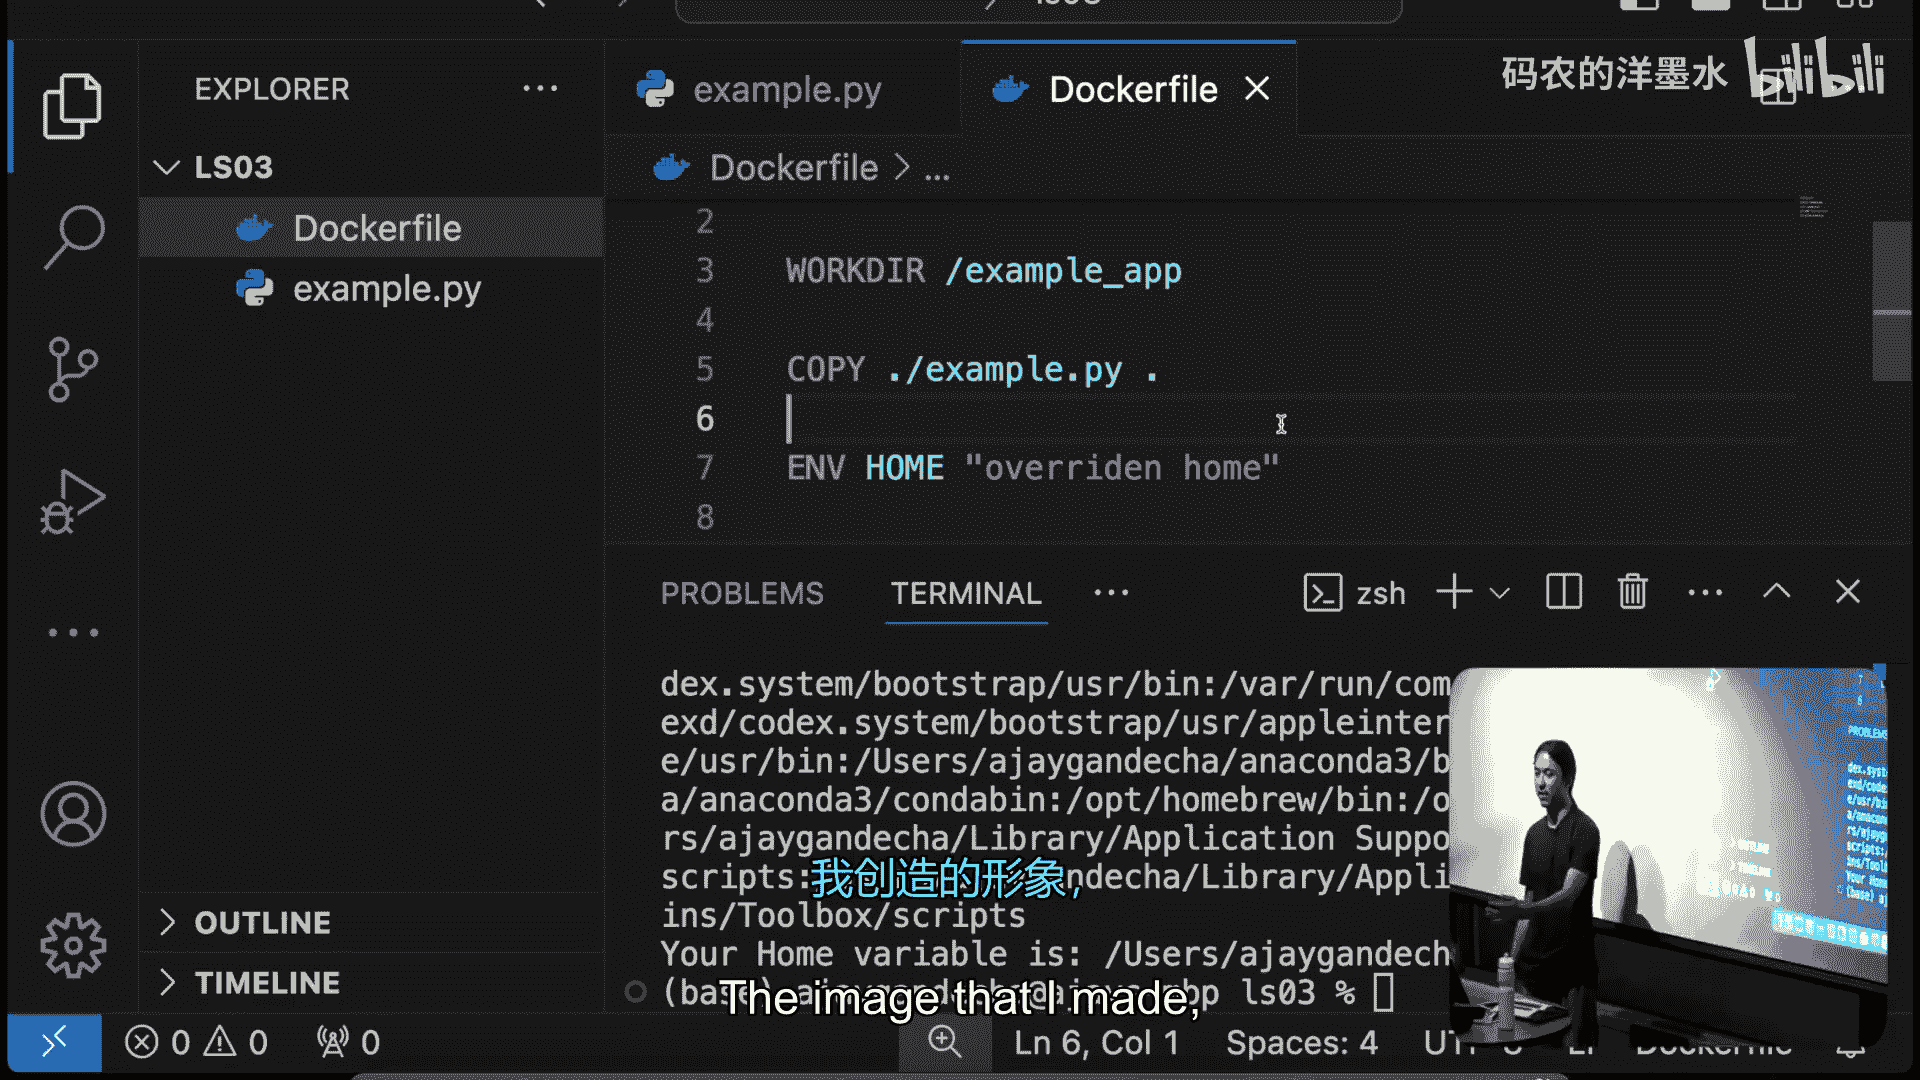 码农的洋墨水 bilibili
EXPLORER
example.py
Dockerfile
LS03
Dockerfile > ...
Dockerfile
example.py
2
3 WORKDIR /example_app
4
5 COPY ./example.py .
6
7 ENV HOME "overriden home"
8
PROBLEMS TERMINAL zsh
dex.system/bootstrap/usr/bin:/var/run/com
exd/codex.system/bootstrap/usr/appleinter
e/usr/bin:/Users/ajaygandecha/anaconda3/b
a/anaconda3/condabin:/opt/homebrew/bin:/o
rs/ajaygandecha/Library/Application Suppo
scripts: ndecha/Library/Appli
我创造的形象，
ins/Toolbox/scripts
Your Home variable is: /Users/ajaygandech
ls03 %
The image that I made,
OUTLINE
TIMELINE
0 0 0
Ln 6, Col 1 Spaces: 4